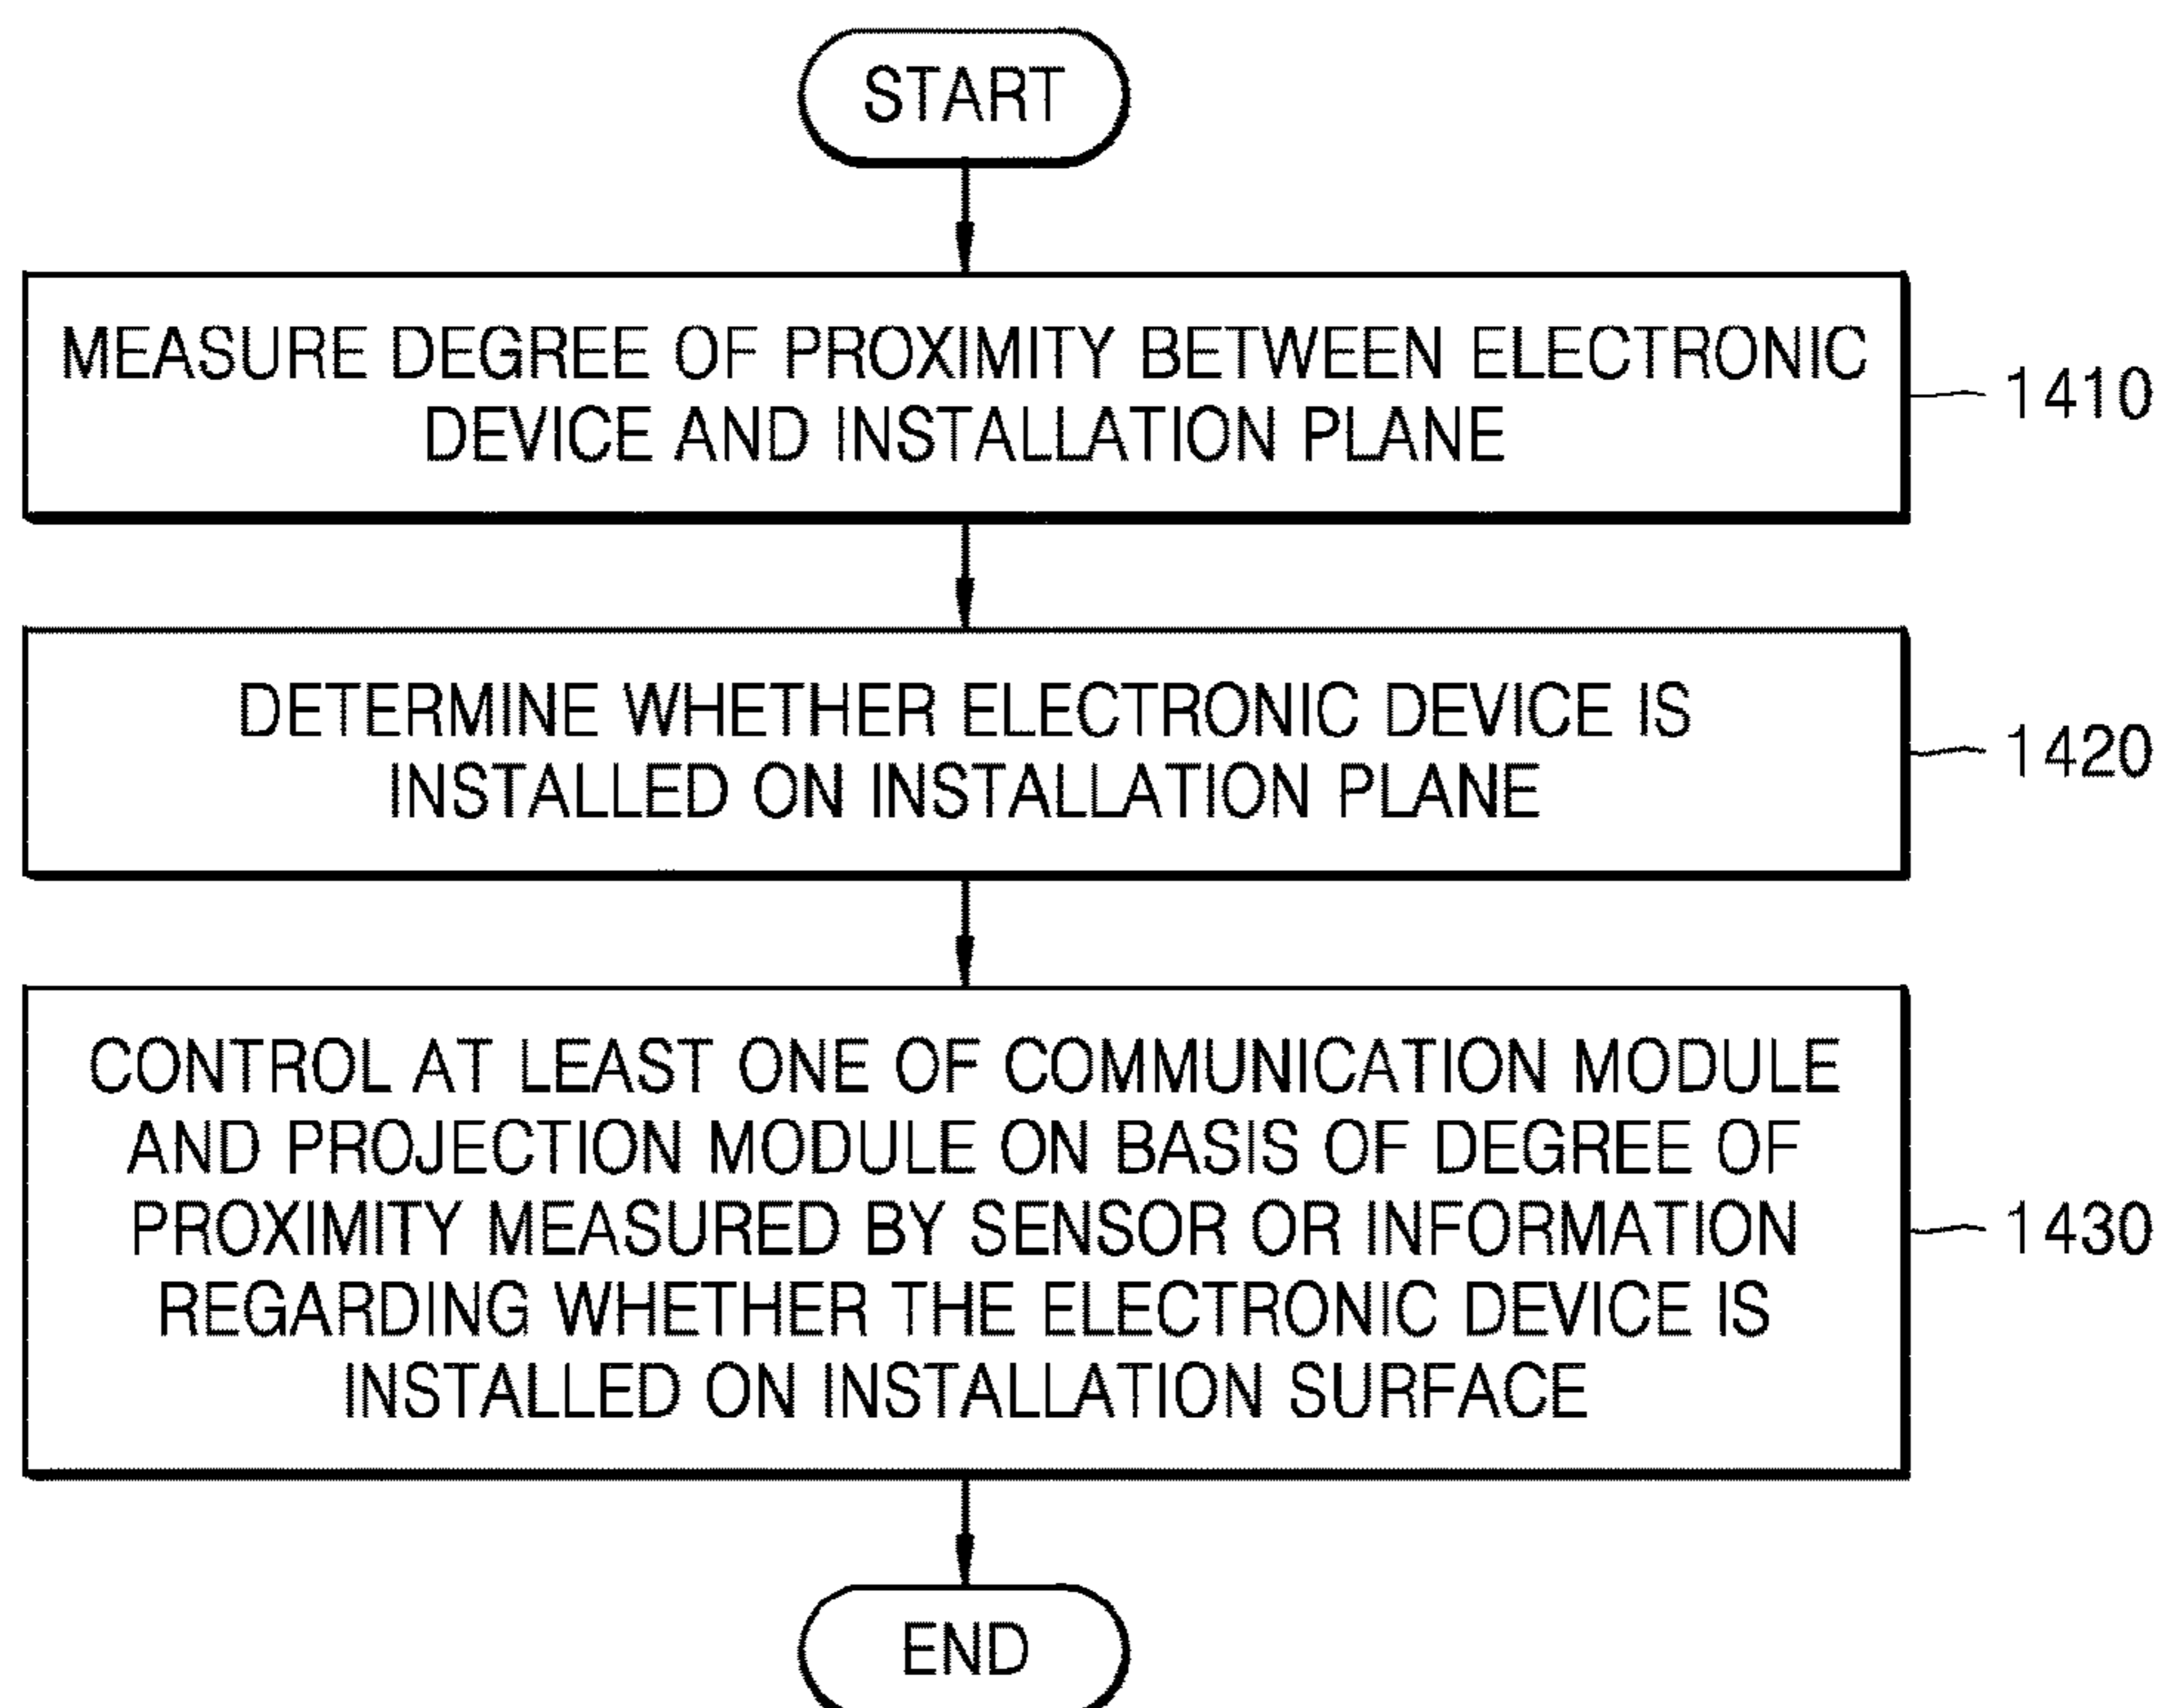 START
MEASURE DEGREE OF PROXIMITY BETWEEN ELECTRONIC
DEVICE AND INSTALLATION PLANE
1410
DETERMINE WHETHER ELECTRONIC DEVICE IS
INSTALLED ON INSTALLATION PLANE
1420
CONTROL AT LEAST ONE OF COMMUNICATION MODULE
AND PROJECTION MODULE ON BASIS OF DEGREE OF
PROXIMITY MEASURED BY SENSOR OR INFORMATION
REGARDING WHETHER THE ELECTRONIC DEVICE IS
INSTALLED ON INSTALLATION SURFACE
1430
END